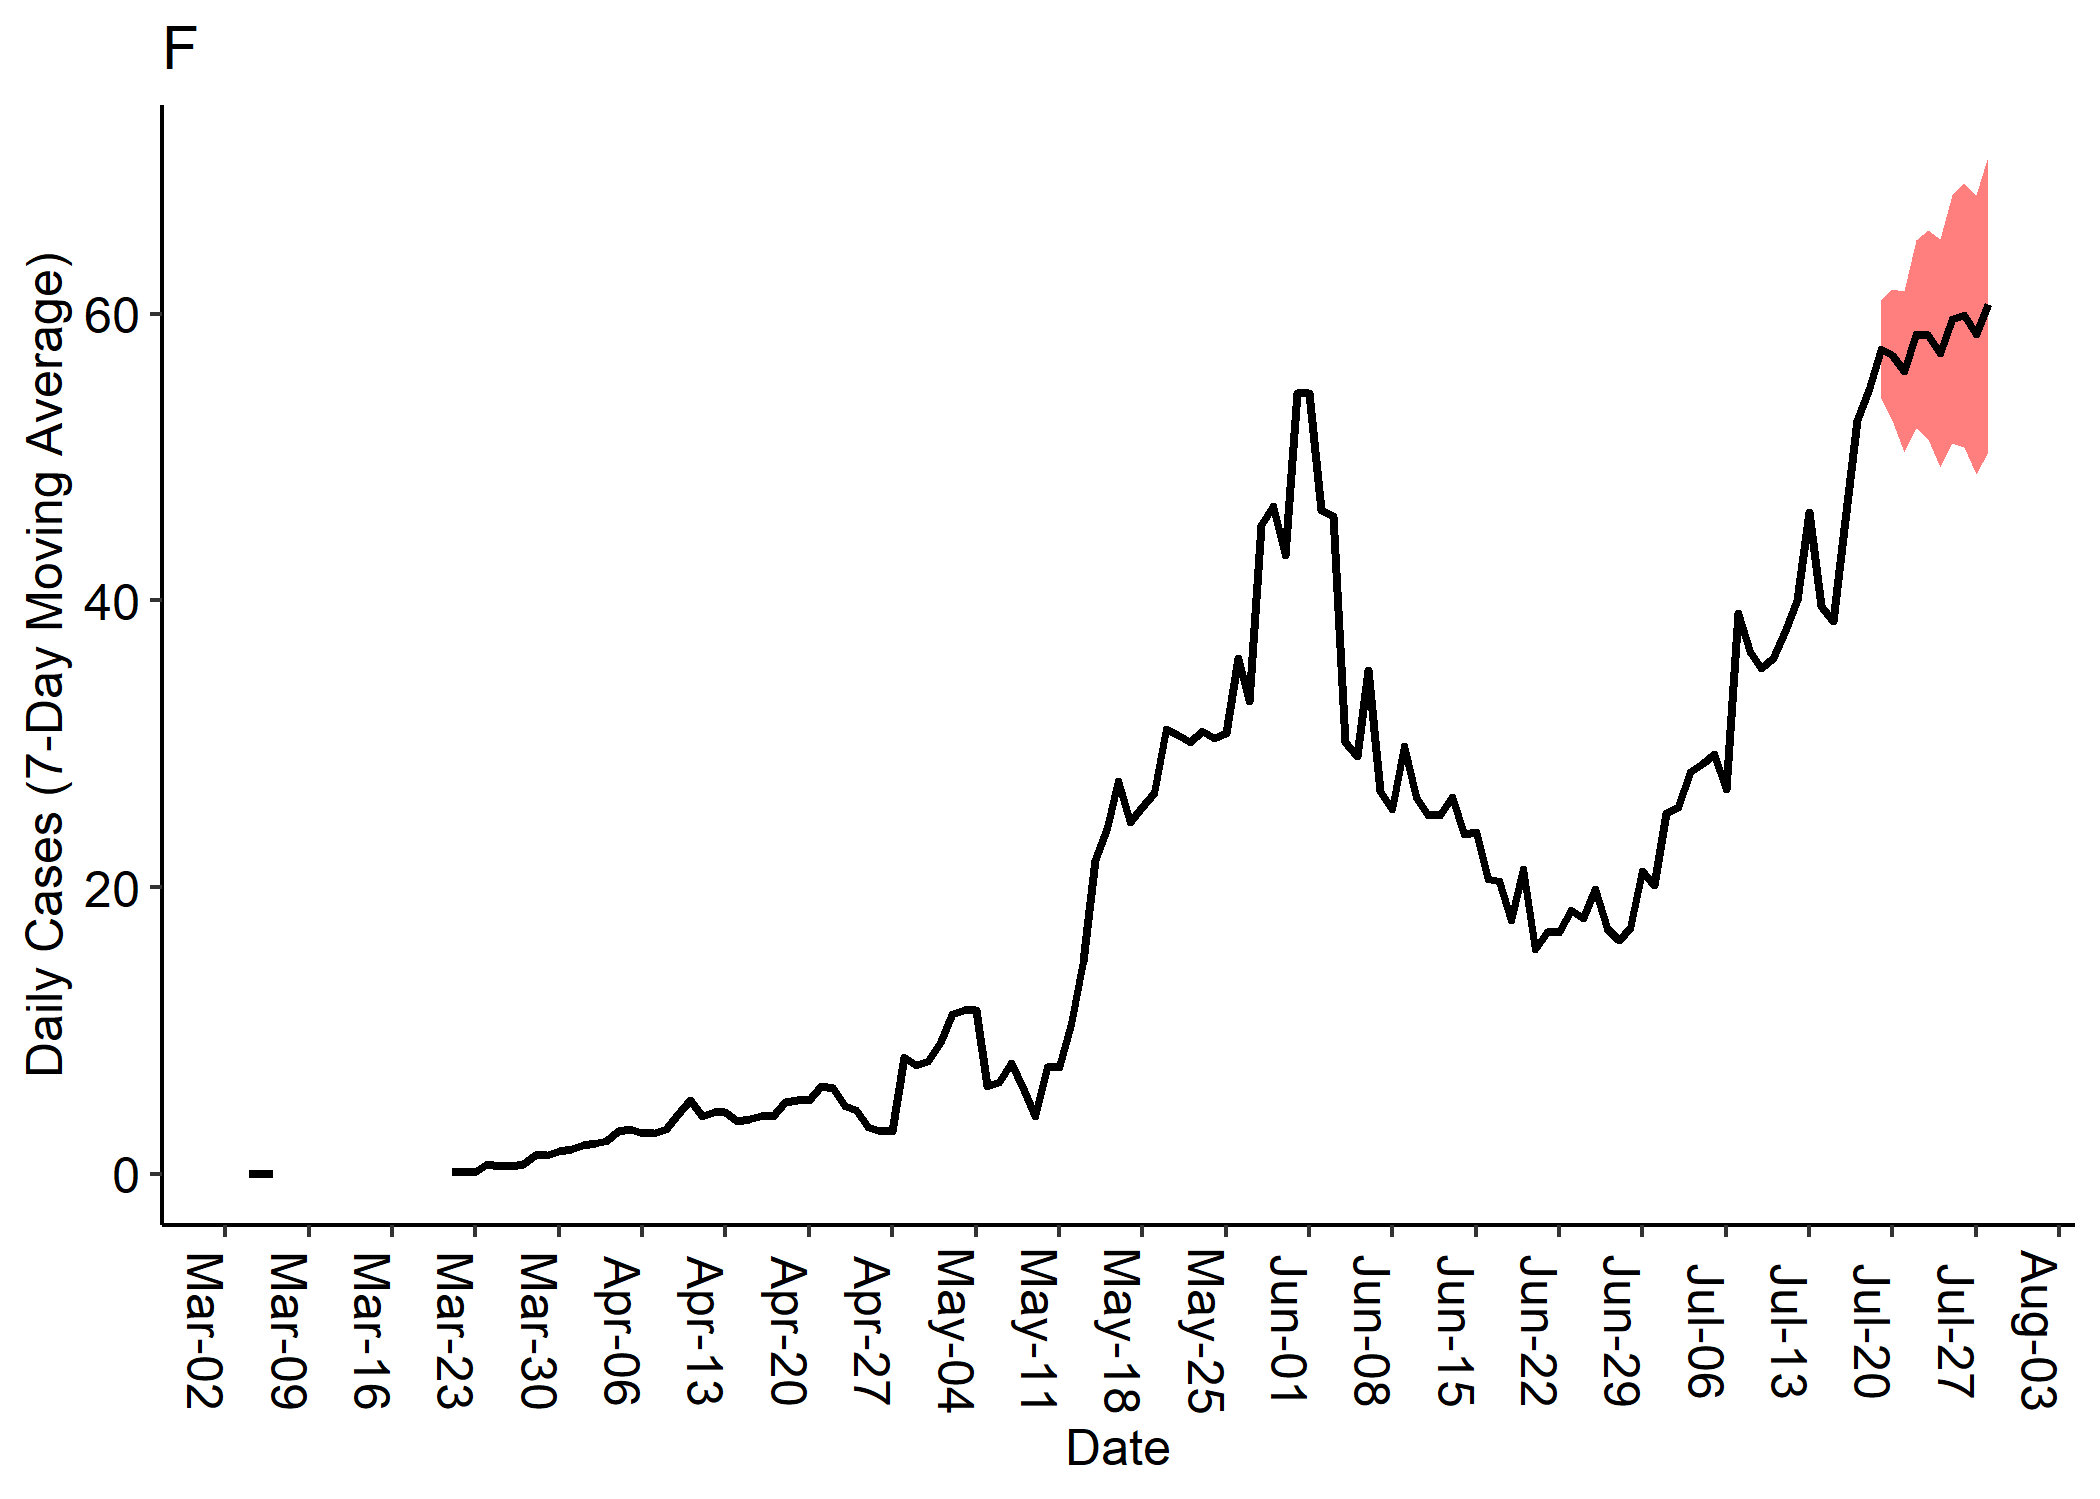 F
Daily Cases (7-Day Moving Average)
60
40
20
0
Mar-02
Mar-09
Mar-16
Mar-23
Mar-30
Apr-06
Apr-13
Apr-20
Apr-27
May-04
May-11
May-18
May-25
Jun-01
Jun-08
Jun-15
Jun-22
Jun-29
Jul-06
Jul-13
Jul-20
Jul-27
Aug-03
Date